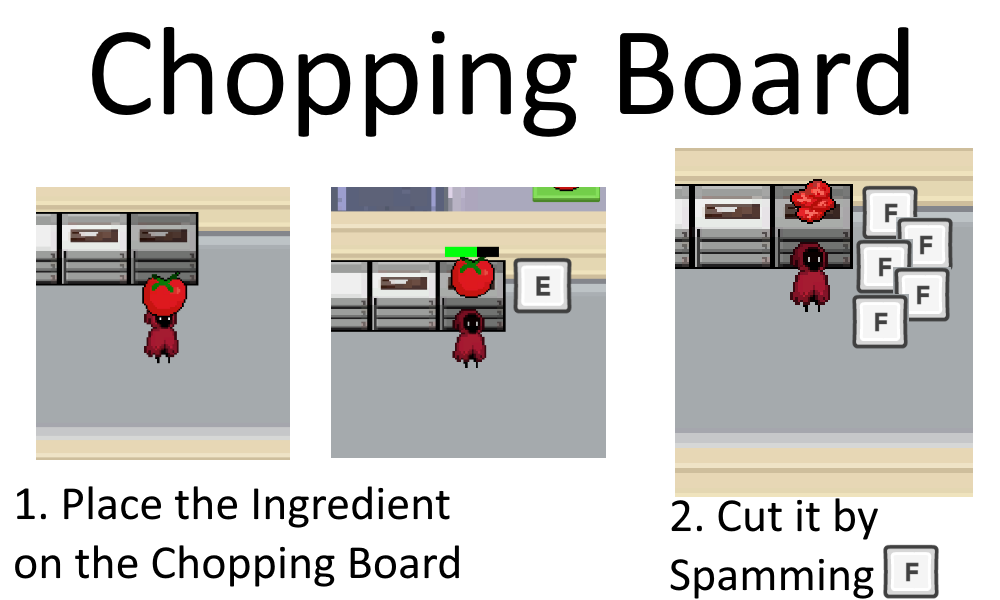 Chopping Board
E
F
F
F
F
F
1. Place the Ingredient
on the Chopping Board
2. Cut it by
Spamming F